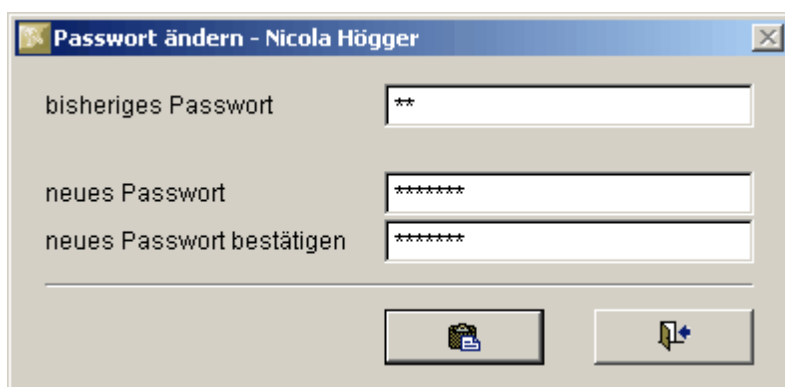 Passwort ändern - Nicola Högger
bisheriges Passwort **
neues Passwort *******
neues Passwort bestätigen *******